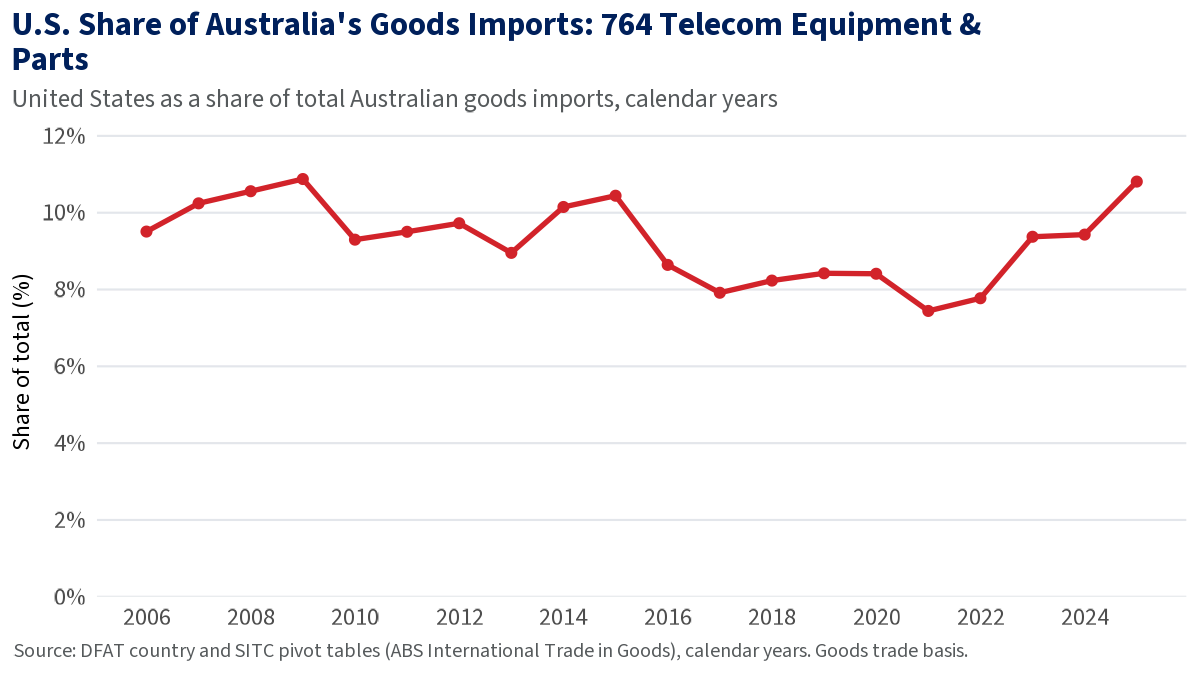 U.S. Share of Australia's Goods Imports: 764 Telecom Equipment &
Parts
United States as a share of total Australian goods imports, calendar years
Share of total (%)
12%
10%
8%
6%
4%
2%
0%
2006 2008 2010 2012 2014 2016 2018 2020 2022 2024
Source: DFAT country and SITC pivot tables (ABS International Trade in Goods), calendar years. Goods trade basis.